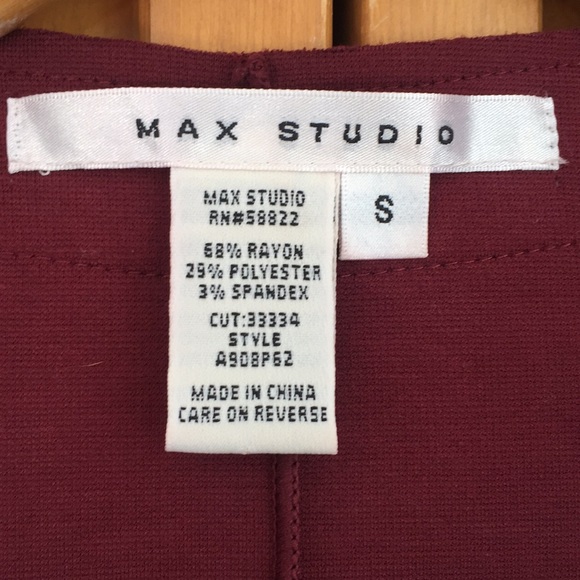 MAX STUDIO
S
MAX STUDIO
RN#58822
68% RAYON
29% POLYESTER
3% SPANDEX
CUT:33334
STYLE
A908P62
MADE IN CHINA
CARE ON REVERSE